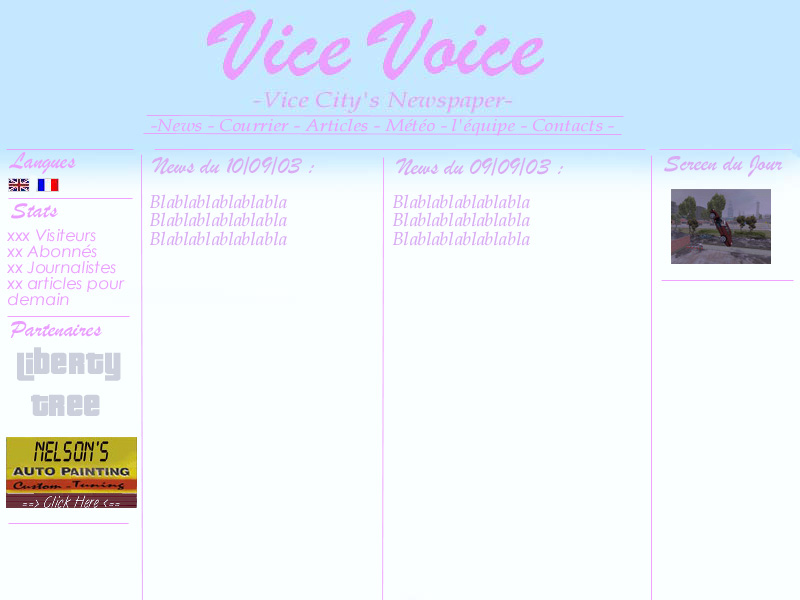 Vice Voice
-Vice City's Newspaper-
-News - Courrier - Articles - Météo - l'équipe - Contacts -
Langues
Stats
xxx Visiteurs
xx Abonnés
xx Journalistes
xx articles pour
demain
Partenaires
Liberty
Tree
NELSON'S
AUTO PAINTING
Custom-Tuning
==> Click Here <==
News du 10/09/03 :
Blablablablablabla
Blablablablablabla
Blablablablablabla
News du 09/09/03 :
Blablablablablabla
Blablablablablabla
Blablablablablabla
Screen du Jour